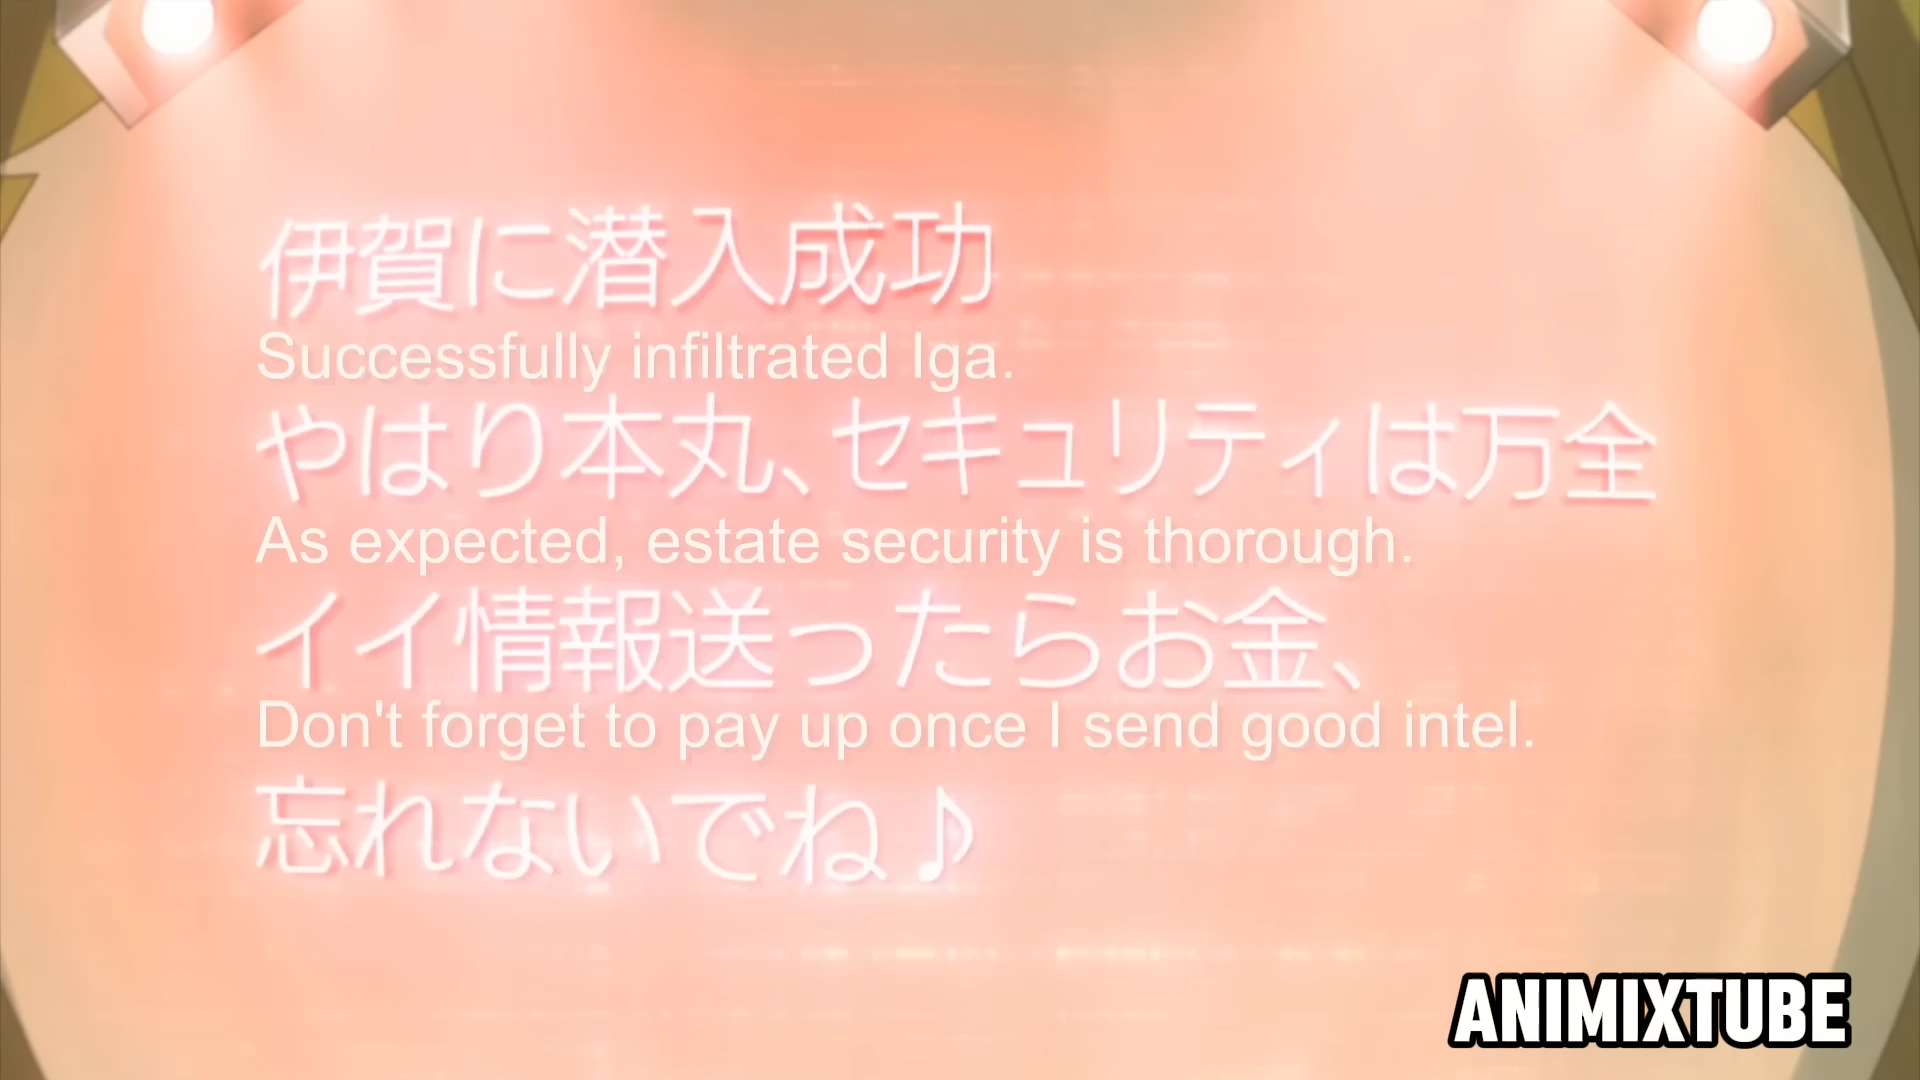 伊賀に潜入成功
Successfully infiltrated Iga.
やはり本丸、セキュリティは万全
As expected, estate security is thorough.
イイ情報送ったらお金、
Don't forget to pay up once I send good intel.
忘れないでね♪
ANIMIXTUBE